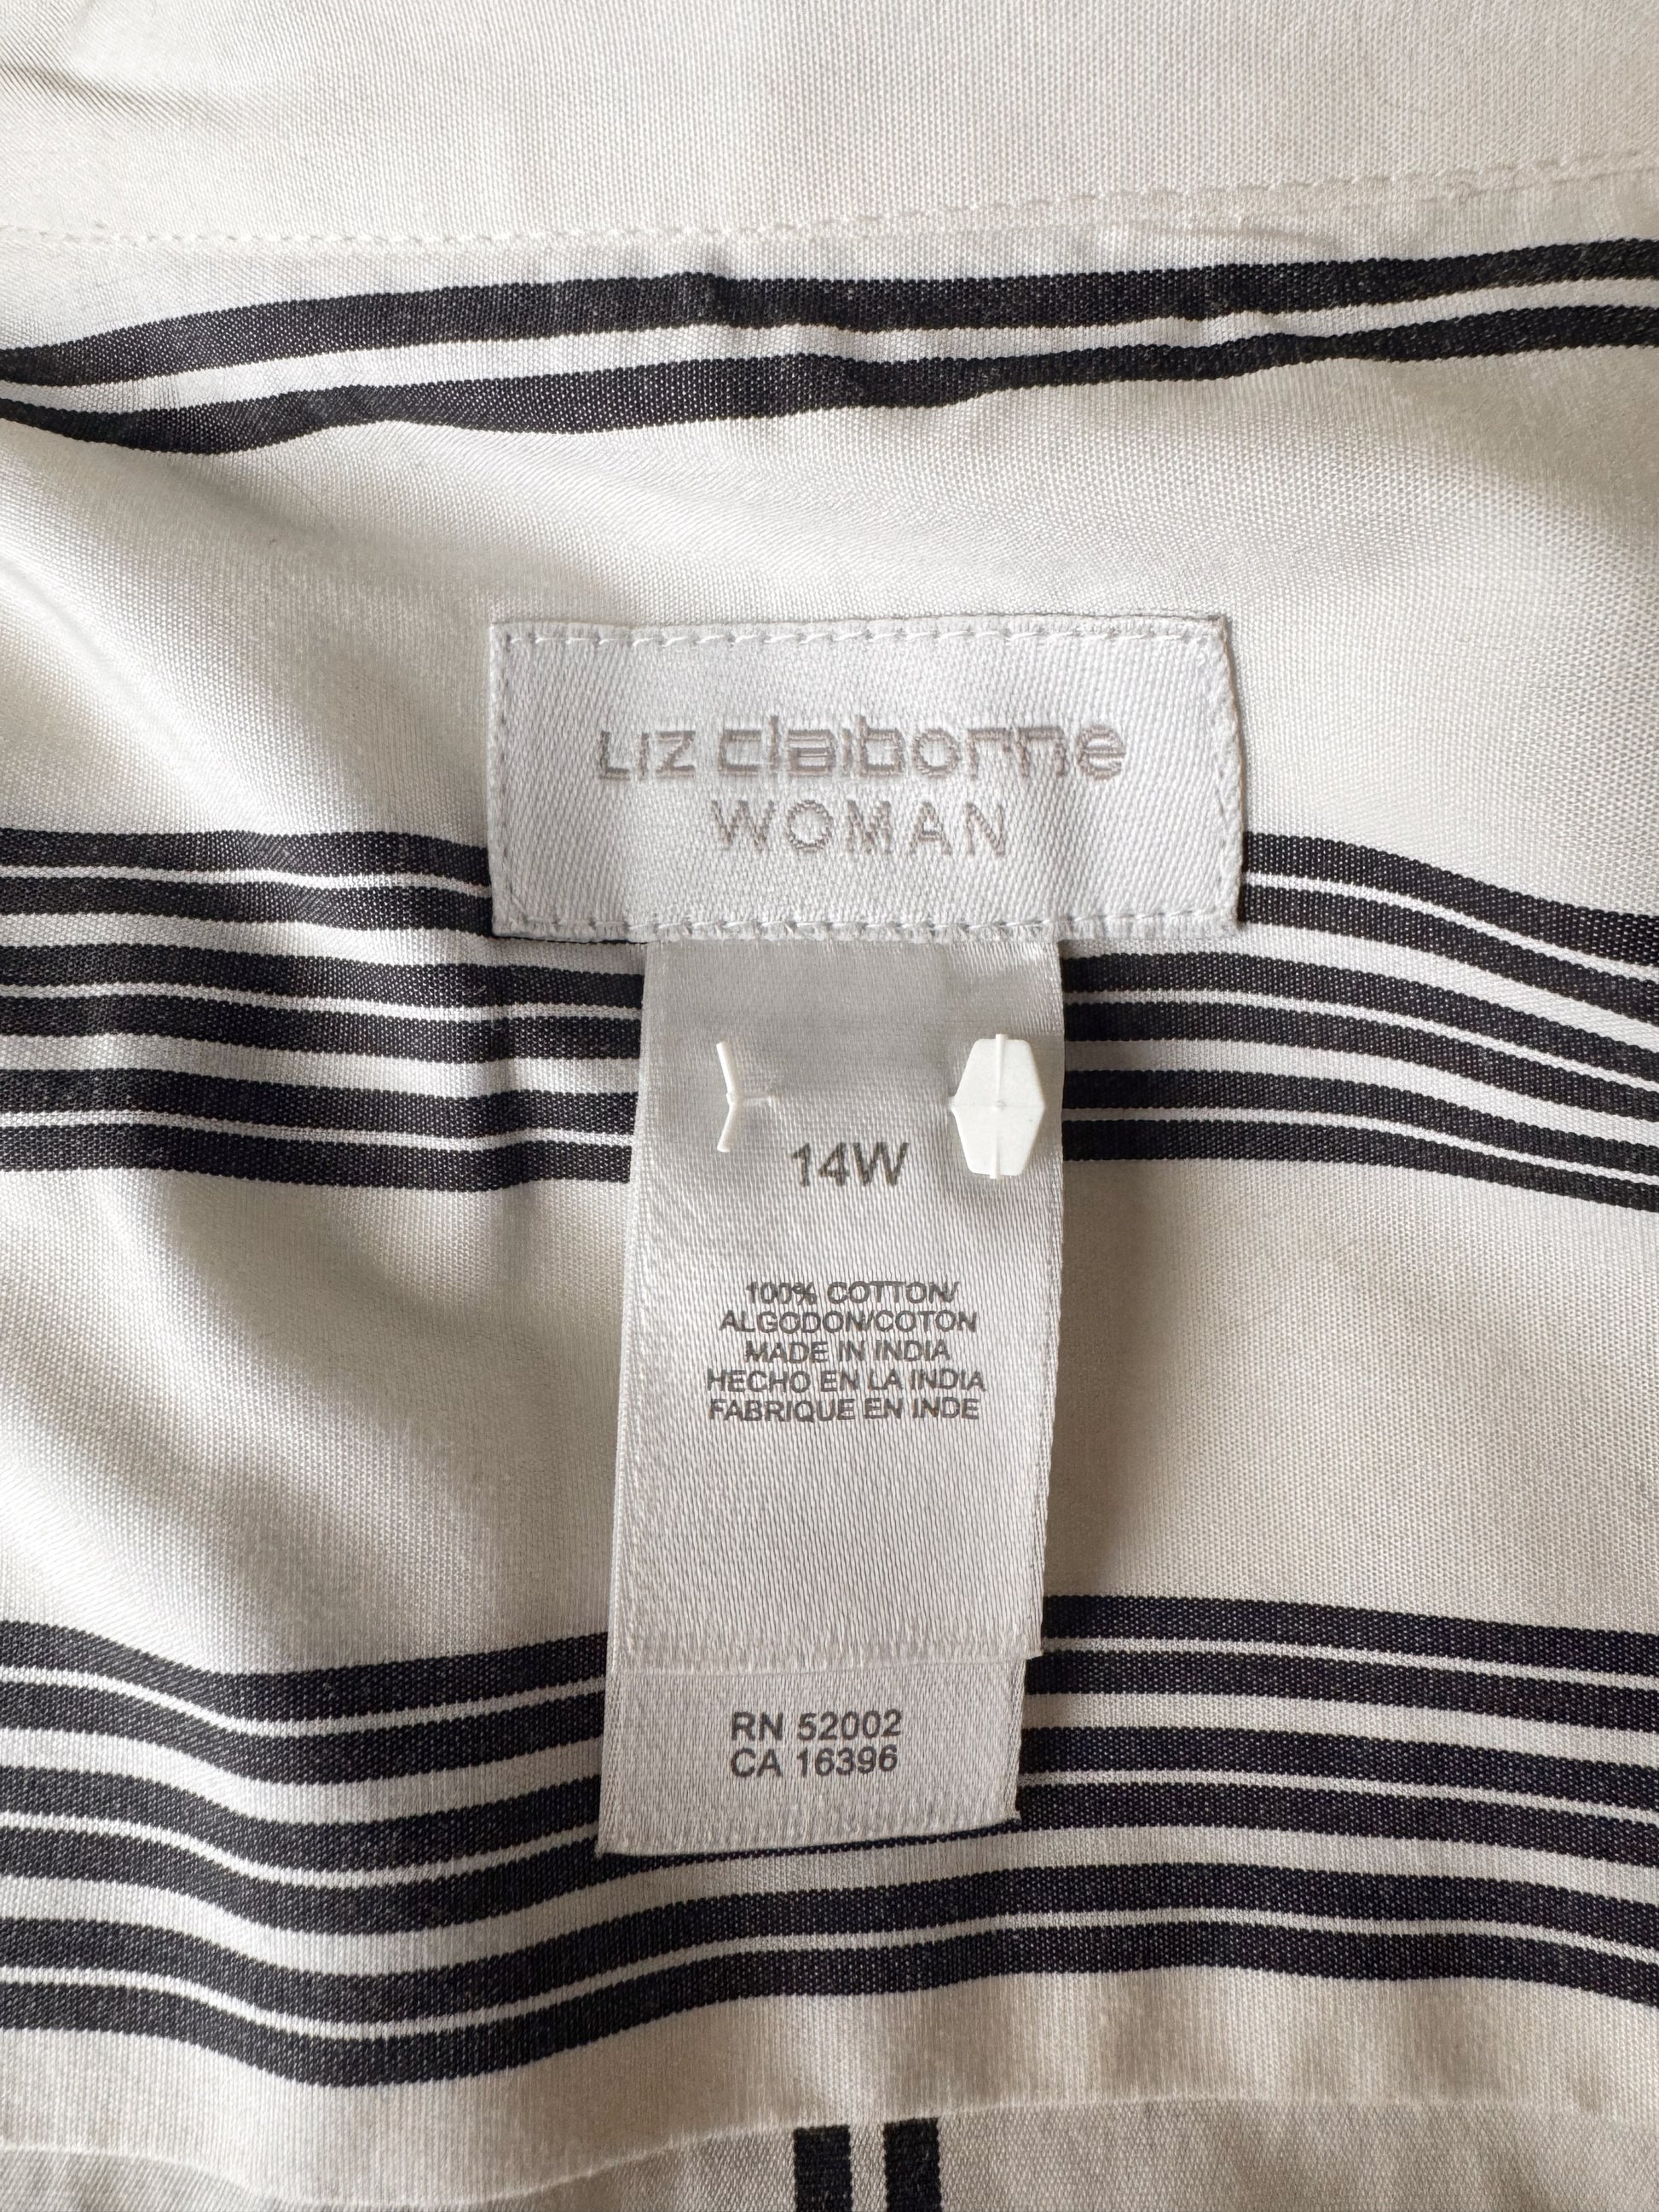 LIZ claiborne
WOMAN
14W
100% COTTON/
ALGODON/COTON
MADE IN INDIA
HECHO EN LA INDIA
FABRIQUE EN INDE
RN 52002
CA 16396